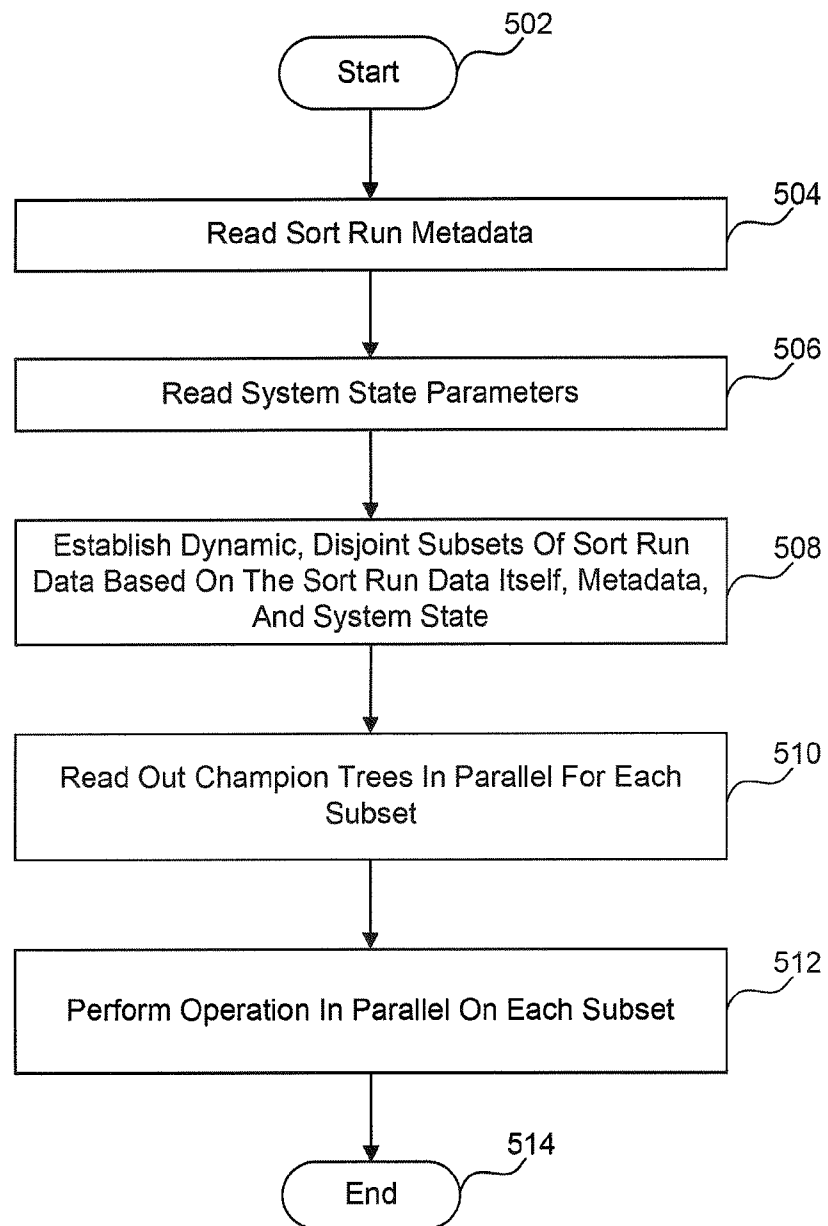 502
Start
504
Read Sort Run Metadata
506
Read System State Parameters
508
Establish Dynamic, Disjoint Subsets Of Sort Run
Data Based On The Sort Run Data Itself, Metadata,
And System State
510
Read Out Champion Trees In Parallel For Each
Subset
512
Perform Operation In Parallel On Each Subset
514
End